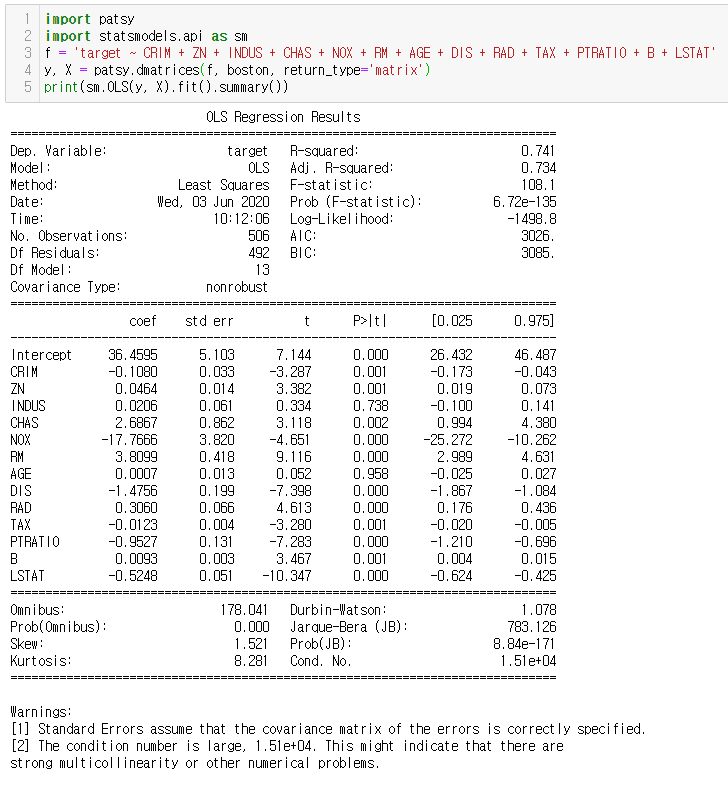 1 import patsy
2 import statsmodels.api as sm
3 f = 'target ~ CRIM + ZN + INDUS + CHAS + NOX + RM + AGE + DIS + RAD + TAX + PTRATIO + B + LSTAT'
4 y, X = patsy.dmatrices(f, boston, return_type='matrix')
5 print(sm.OLS(y, X).fit().summary())
OLS Regression Results
==============================================================================
Dep. Variable: target R-squared: 0.741
Model: OLS Adj. R-squared: 0.734
Method: Least Squares F-statistic: 108.1
Date: Wed, 03 Jun 2020 Prob (F-statistic): 6.72e-135
Time: 10:12:06 Log-Likelihood: -1498.8
No. Observations: 506 AIC: 3026.
Df Residuals: 492 BIC: 3085.
Df Model: 13
Covariance Type: nonrobust
==============================================================================
coef std err t P>|t| [0.025 0.975]
------------------------------------------------------------------------------
Intercept 36.4595 5.103 7.144 0.000 26.432 46.487
CRIM -0.1080 0.033 -3.287 0.001 -0.173 -0.043
ZN 0.0464 0.014 3.382 0.001 0.019 0.073
INDUS 0.0206 0.061 0.334 0.738 -0.100 0.141
CHAS 2.6867 0.862 3.118 0.002 0.994 4.380
NOX -17.7666 3.820 -4.651 0.000 -25.272 -10.262
RM 3.8099 0.418 9.116 0.000 2.989 4.631
AGE 0.0007 0.013 0.052 0.958 -0.025 0.027
DIS -1.4756 0.199 -7.398 0.000 -1.867 -1.084
RAD 0.3060 0.066 4.613 0.000 0.176 0.436
TAX -0.0123 0.004 -3.280 0.001 -0.020 -0.005
PTRATIO -0.9527 0.131 -7.283 0.000 -1.210 -0.696
B 0.0093 0.003 3.467 0.001 0.004 0.015
LSTAT -0.5248 0.051 -10.347 0.000 -0.624 -0.425
==============================================================================
Omnibus: 178.041 Durbin-Watson: 1.078
Prob(Omnibus): 0.000 Jarque-Bera (JB): 783.126
Skew: 1.521 Prob(JB): 8.84e-171
Kurtosis: 8.281 Cond. No. 1.51e+04
==============================================================================
Warnings:
[1] Standard Errors assume that the covariance matrix of the errors is correctly specified.
[2] The condition number is large, 1.51e+04. This might indicate that there are
strong multicollinearity or other numerical problems.